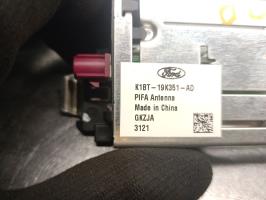 Ford
K1BT-19K351-AD
PIFA Antenna
Made in China
GKZJA
3121